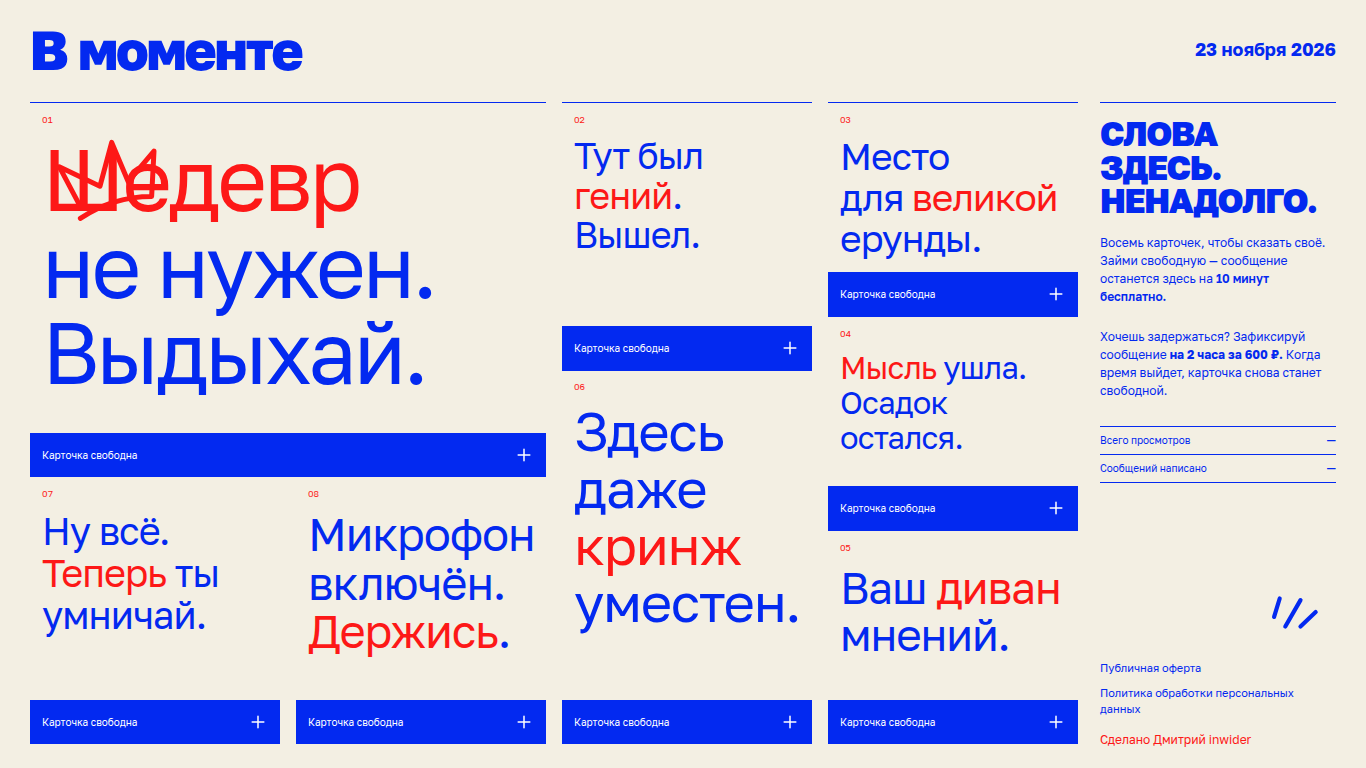 В моменте
23 ноября 2026
01
Шедевр
не нужен.
Выдыхай.
Карточка свободна
02
Тут был
гений.
Вышел.
Карточка свободна
03
Место
для великой
ерунды.
Карточка свободна
04
Мысль ушла.
Осадок
остался.
Карточка свободна
05
Ваш диван
мнений.
Карточка свободна
06
Здесь
даже
кринж
уместен.
Карточка свободна
07
Ну всё.
Теперь ты
умничай.
Карточка свободна
08
Микрофон
включён.
Держись.
Карточка свободна
СЛОВА
ЗДЕСЬ.
НЕНАДОЛГО.
Восемь карточек, чтобы сказать своё.
Займи свободную — сообщение
останется здесь на 10 минут
бесплатно.
Хочешь задержаться? Зафиксируй
сообщение на 2 часа за 600 ₽. Когда
время выйдет, карточка снова станет
свободной.
Всего просмотров —
Сообщений написано —
Публичная оферта
Политика обработки персональных
данных
Сделано Дмитрий inwider